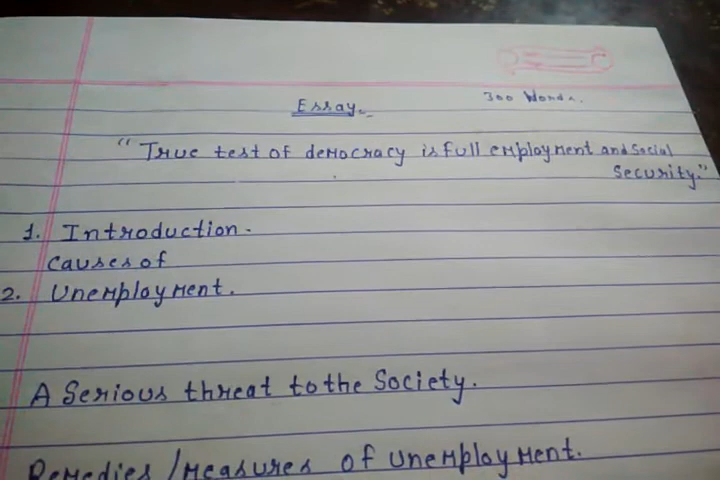 300 Words.
Essay.
"True test of democracy is full employment and Social
Security."
1. Introduction.
causes of
2. Unemployment.
A Serious threat to the Society.
Remedies/measures of unemployment.